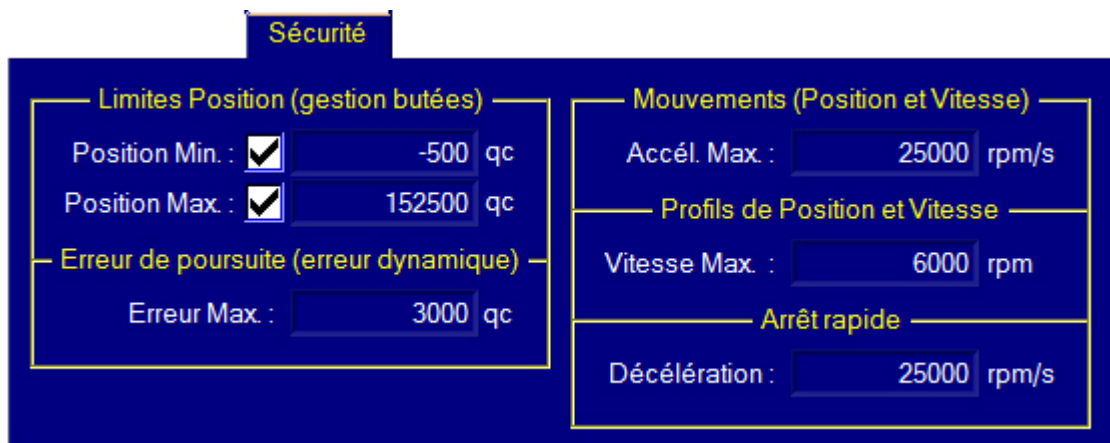 Sécurité
Limites Position (gestion butées)
Position Min. : -500 qc
Position Max. : 152500 qc
Erreur de poursuite (erreur dynamique)
Erreur Max. : 3000 qc
Mouvements (Position et Vitesse)
Accél. Max. : 25000 rpm/s
Profils de Position et Vitesse
Vitesse Max. : 6000 rpm
Arrêt rapide
Décélération : 25000 rpm/s